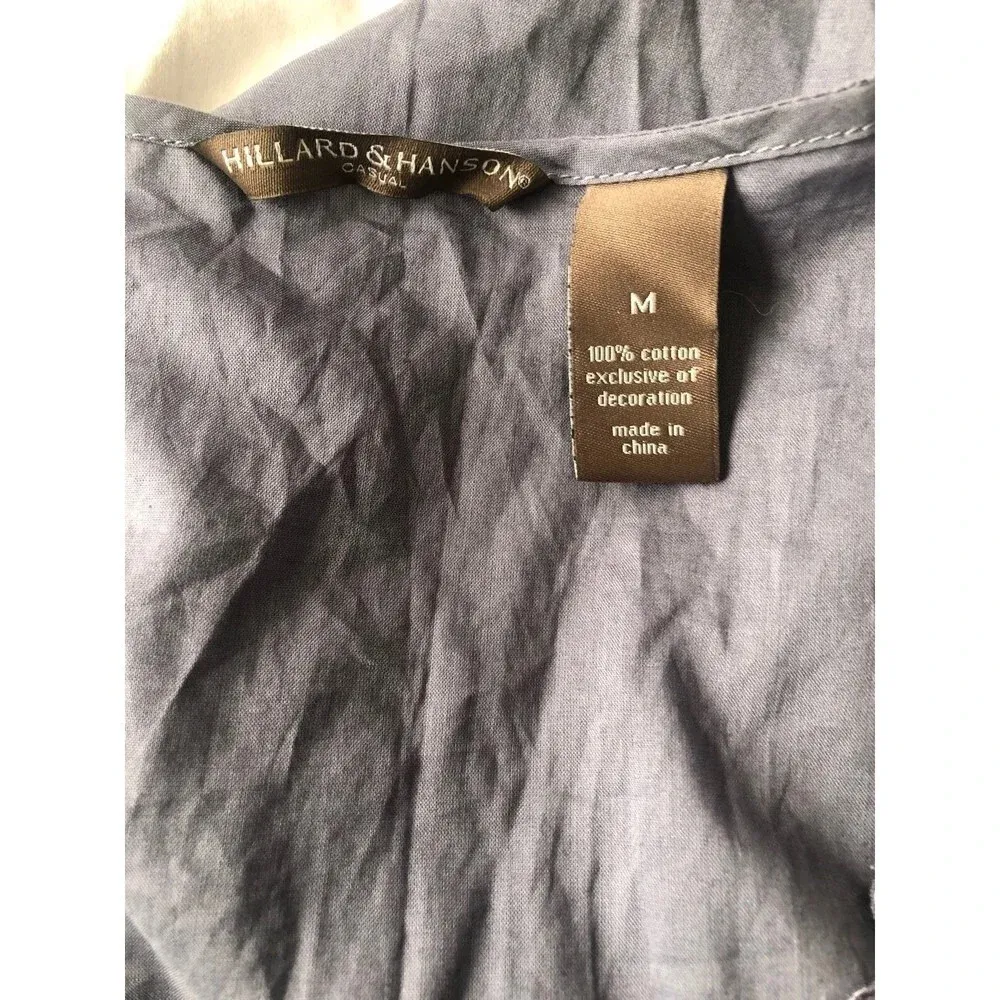 HILLARD & HANSON®
CASUAL
M
100% cotton
exclusive of
decoration
made in
china